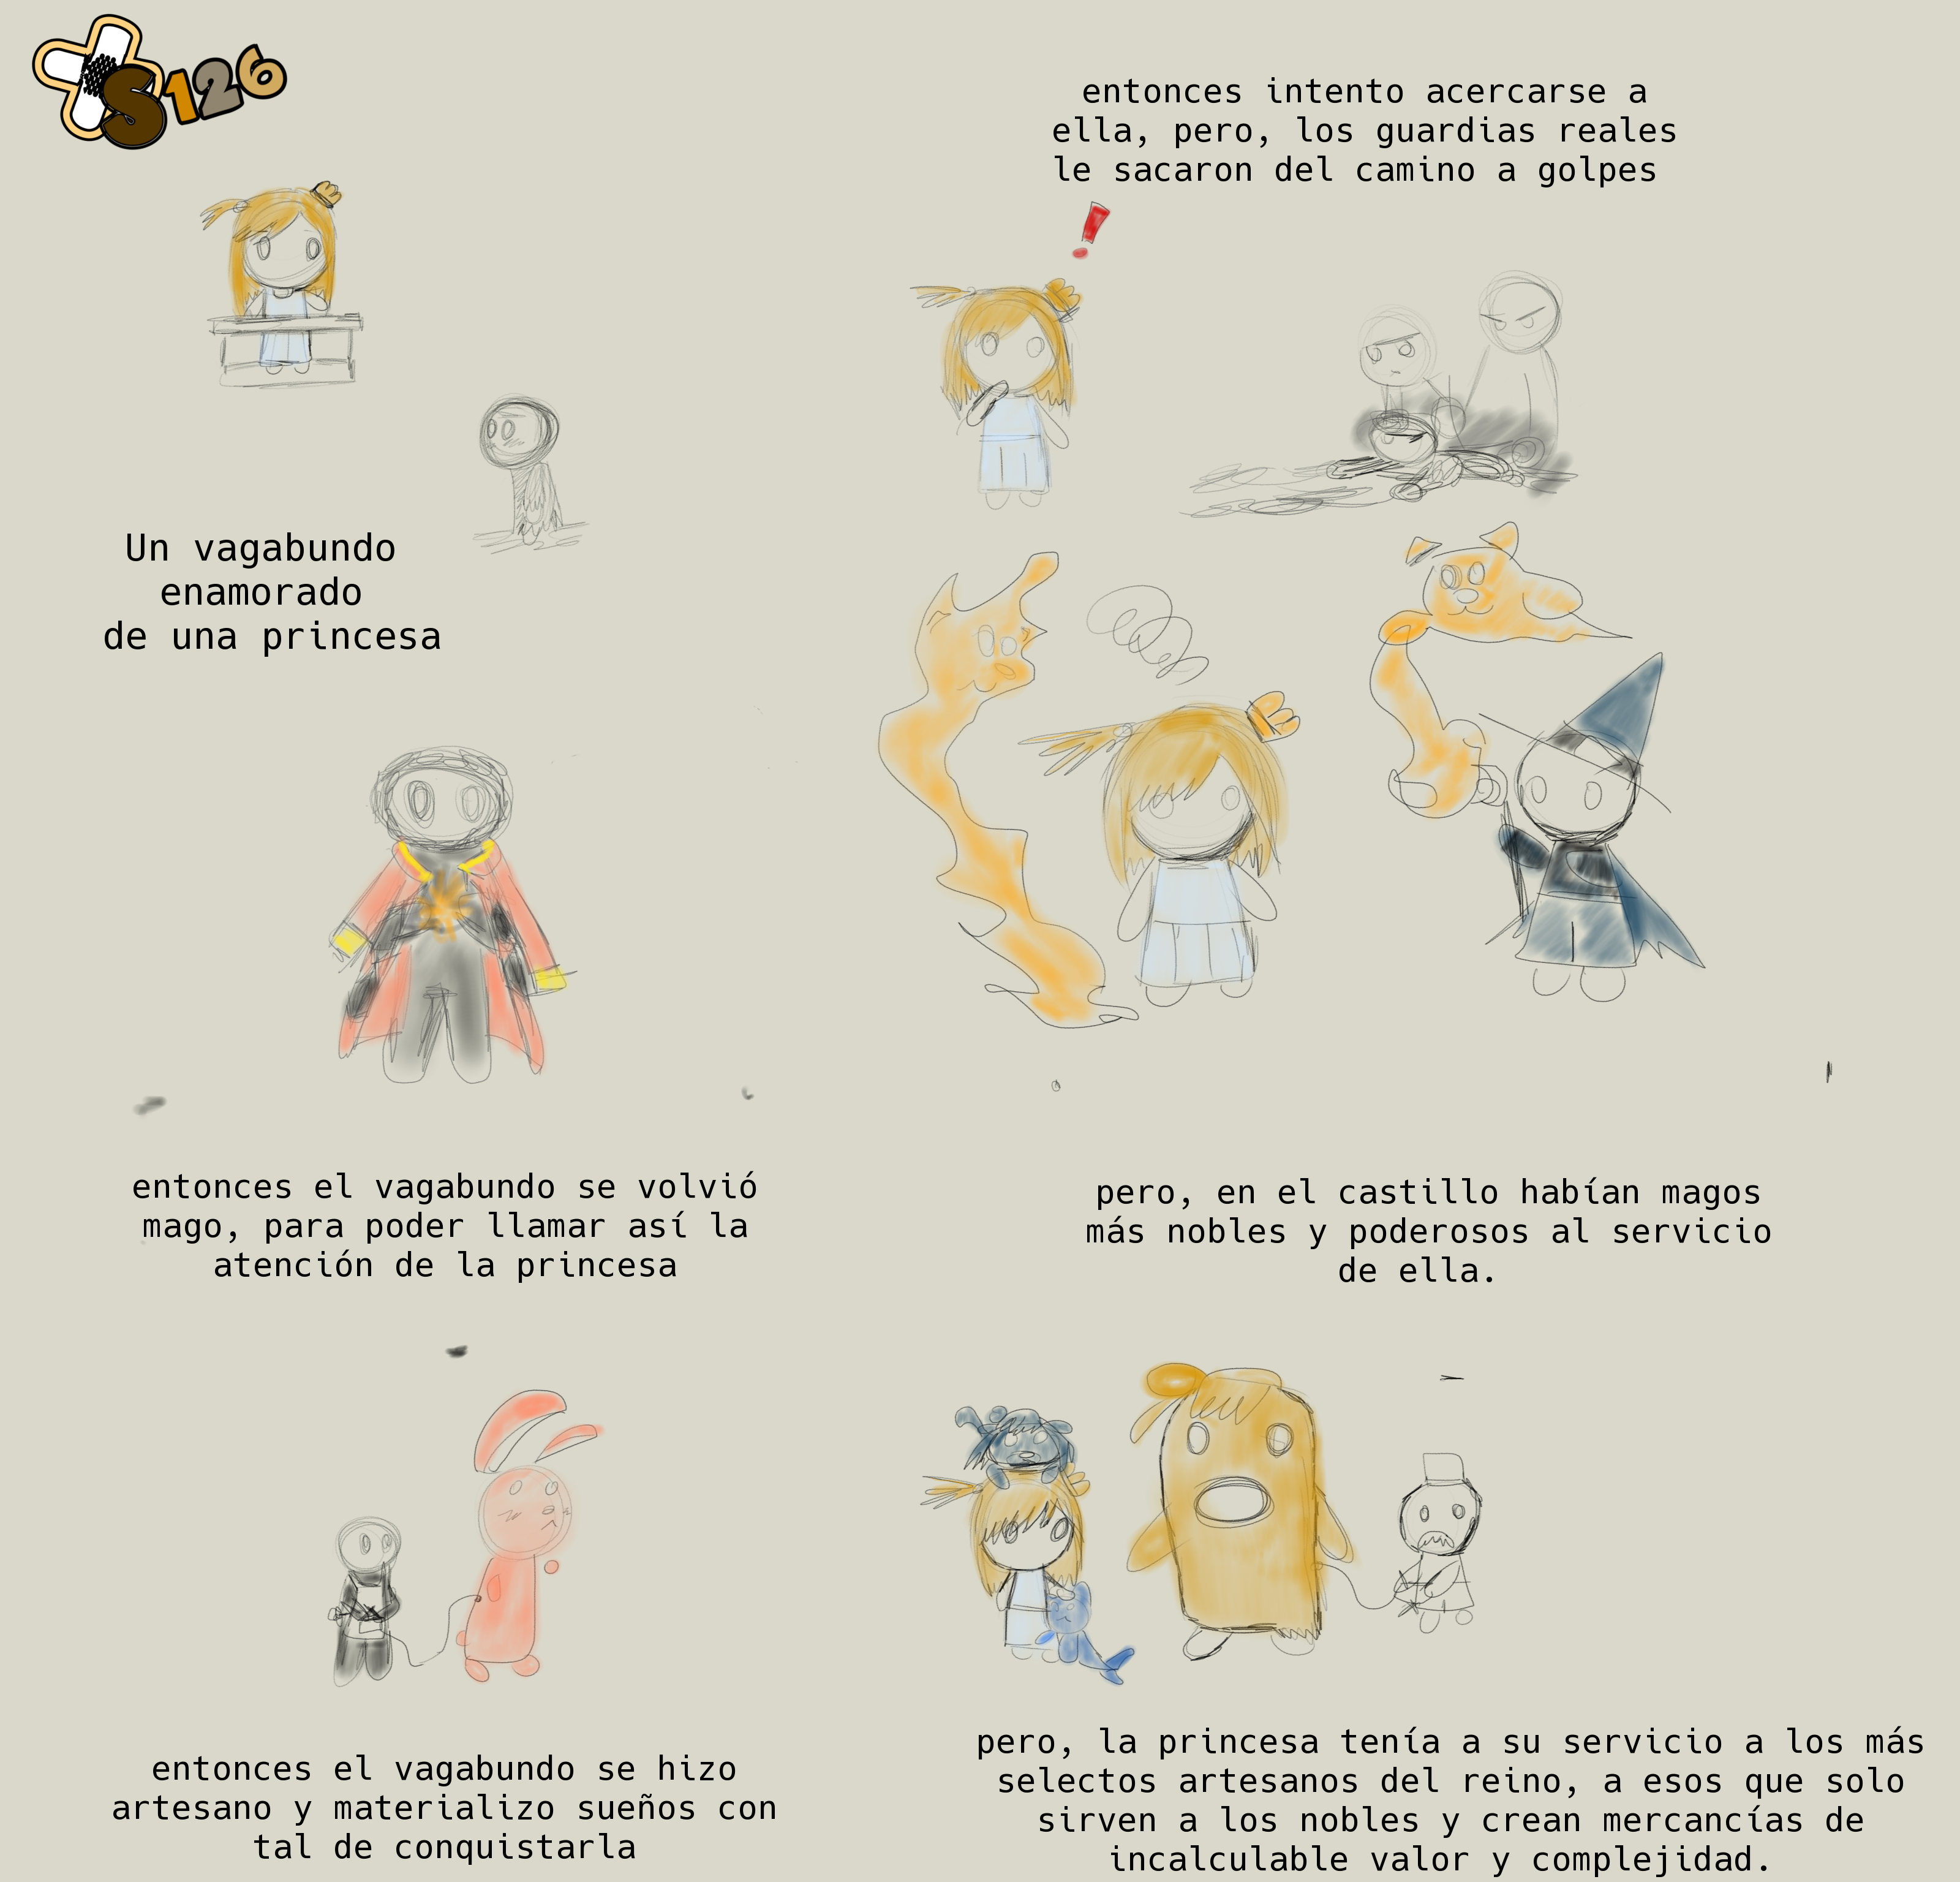 S126
Un vagabundo
enamorado
de una princesa
entonces intento acercarse a
ella, pero, los guardias reales
le sacaron del camino a golpes
!
entonces el vagabundo se volvió
mago, para poder llamar así la
atención de la princesa
pero, en el castillo habían magos
más nobles y poderosos al servicio
de ella.
entonces el vagabundo se hizo
artesano y materializo sueños con
tal de conquistarla
pero, la princesa tenía a su servicio a los más
selectos artesanos del reino, a esos que solo
sirven a los nobles y crean mercancías de
incalculable valor y complejidad.